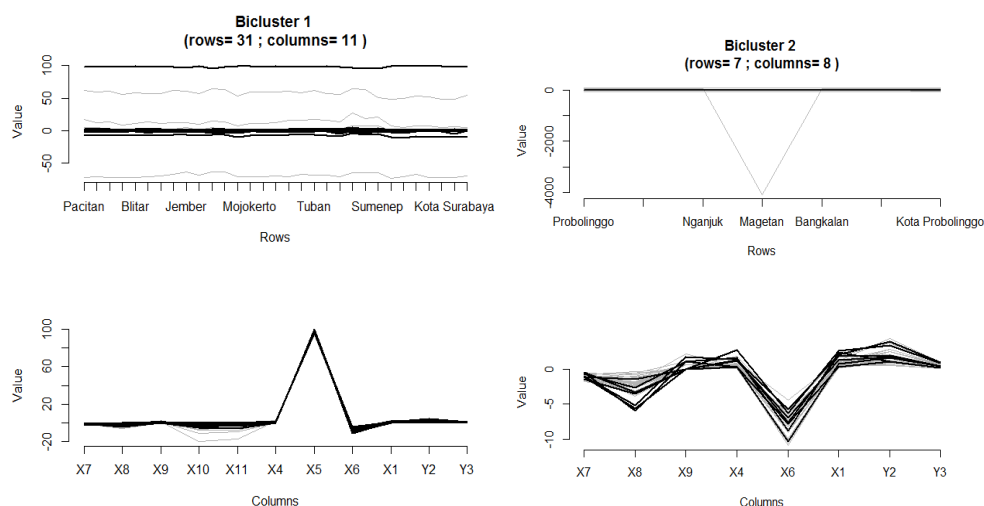 Bicluster 1
(rows= 31 ; columns= 11 )
Value
100
50
0
-50
Pacitan Blitar Jember Mojokerto Tuban Sumenep Kota Surabaya
Rows
Bicluster 2
(rows= 7 ; columns= 8 )
Value
0
-2000
-4000
Probolinggo Nganjuk Magetan Bangkalan Kota Probolinggo
Rows
Value
100
60
20
-20
X7 X8 X9 X10 X11 X4 X5 X6 X1 Y2 Y3
Columns
Value
0
-5
-10
X7 X8 X9 X4 X6 X1 Y2 Y3
Columns